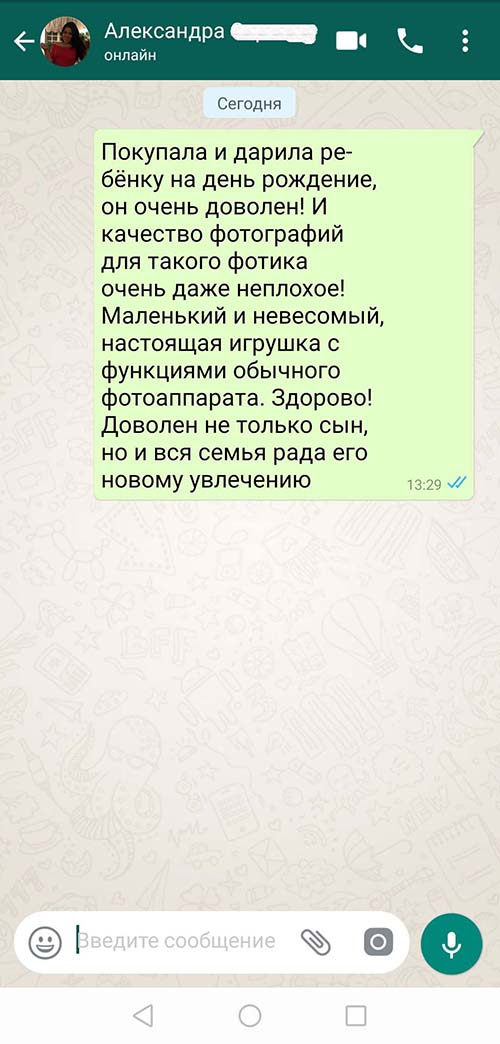 Александра
онлайн
Сегодня
Покупала и дарила ре-
бёнку на день рождение,
он очень доволен! И
качество фотографий
для такого фотика
очень даже неплохое!
Маленький и невесомый,
настоящая игрушка с
функциями обычного
фотоаппарата. Здорово!
Доволен не только сын,
но и вся семья рада его
новому увлечению
13:29
Введите сообщение